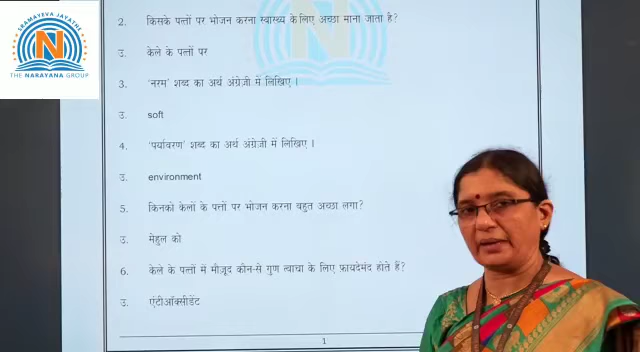 SRAMAYEVA JAYATHE
N
THE NARAYANA GROUP
2. किसके पत्तों पर भोजन करना स्वास्थ्य के लिए अच्छा माना जाता है?
उ. केले के पत्तों पर
3. ‘नरम’ शब्द का अर्थ अंग्रेज़ी में लिखिए।
उ. soft
4. ‘पर्यावरण’ शब्द का अर्थ अंग्रेज़ी में लिखिए।
उ. environment
5. किनको केलों के पत्तों पर भोजन करना बहुत अच्छा लगा?
उ. मेहुल को
6. केले के पत्तों में मौजूद कौन-से गुण त्वाचा के लिए फ़ायदेमंद होते हैं?
उ. एंटीऑक्सीडेंट
1